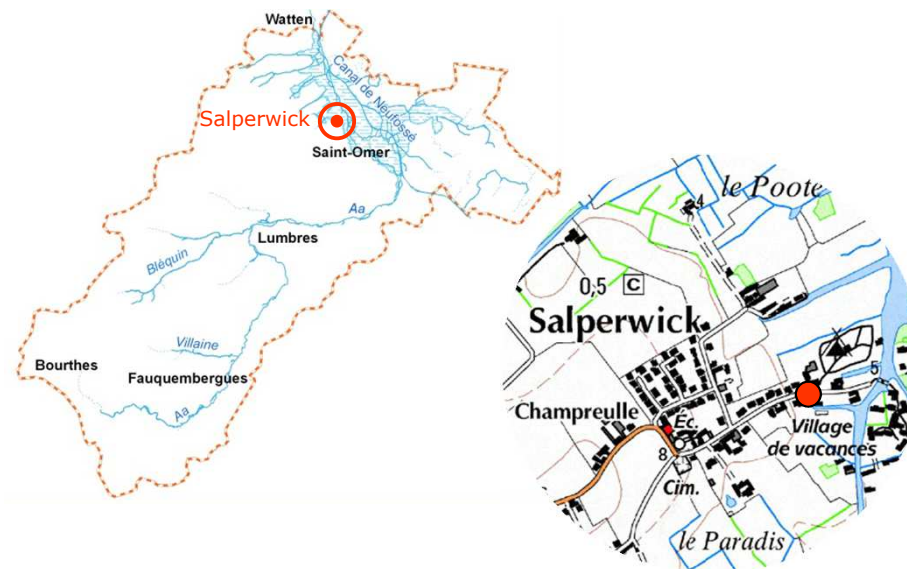 Watten
Canal de Neufossé
Salperwick
Saint-Omer
Aa
Lumbres
Bléquin
Villaine
Bourthes
Fauquembergues
Aa
le Poote
4
0,5 C
Salperwick
5
Champreulle
Éc.
Village
de vacances
8
Cim.
le Paradis